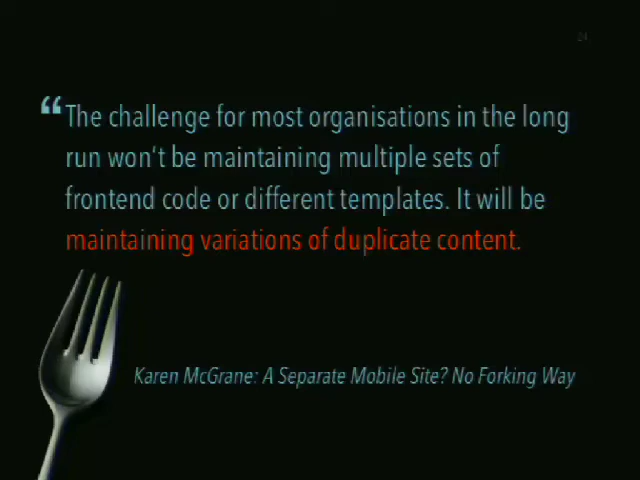 24
“The challenge for most organisations in the long
run won’t be maintaining multiple sets of
frontend code or different templates. It will be
maintaining variations of duplicate content.
Karen McGrane: A Separate Mobile Site? No Forking Way